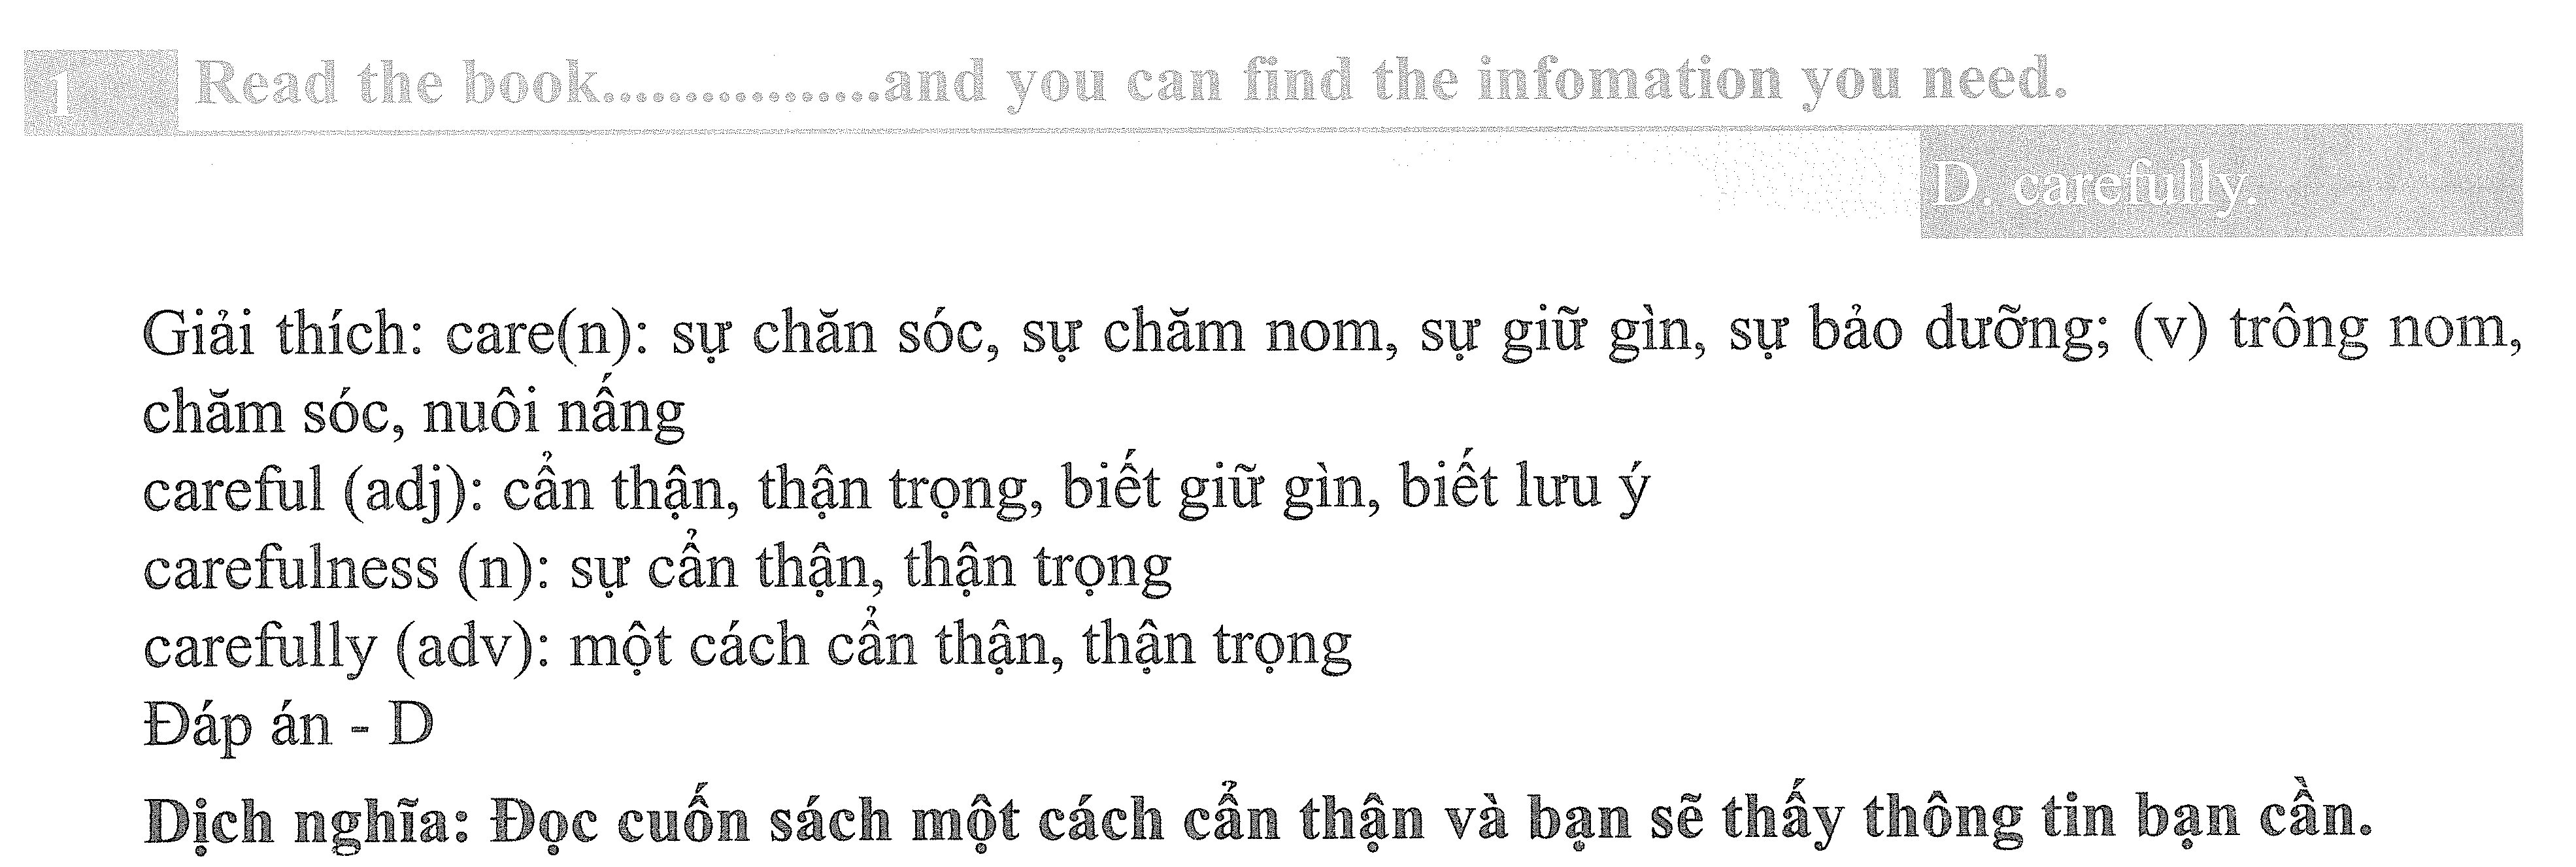 1 Read the book................and you can find the infomation you need.
D. carefully.
Giải thích: care(n): sự chăn sóc, sự chăm nom, sự giữ gìn, sự bảo dưỡng; (v) trông nom,
chăm sóc, nuôi nấng
careful (adj): cẩn thận, thận trọng, biết giữ gìn, biết lưu ý
carefulness (n): sự cẩn thận, thận trọng
carefully (adv): một cách cẩn thận, thận trọng
Đáp án - D
Dịch nghĩa: Đọc cuốn sách một cách cẩn thận và bạn sẽ thấy thông tin bạn cần.